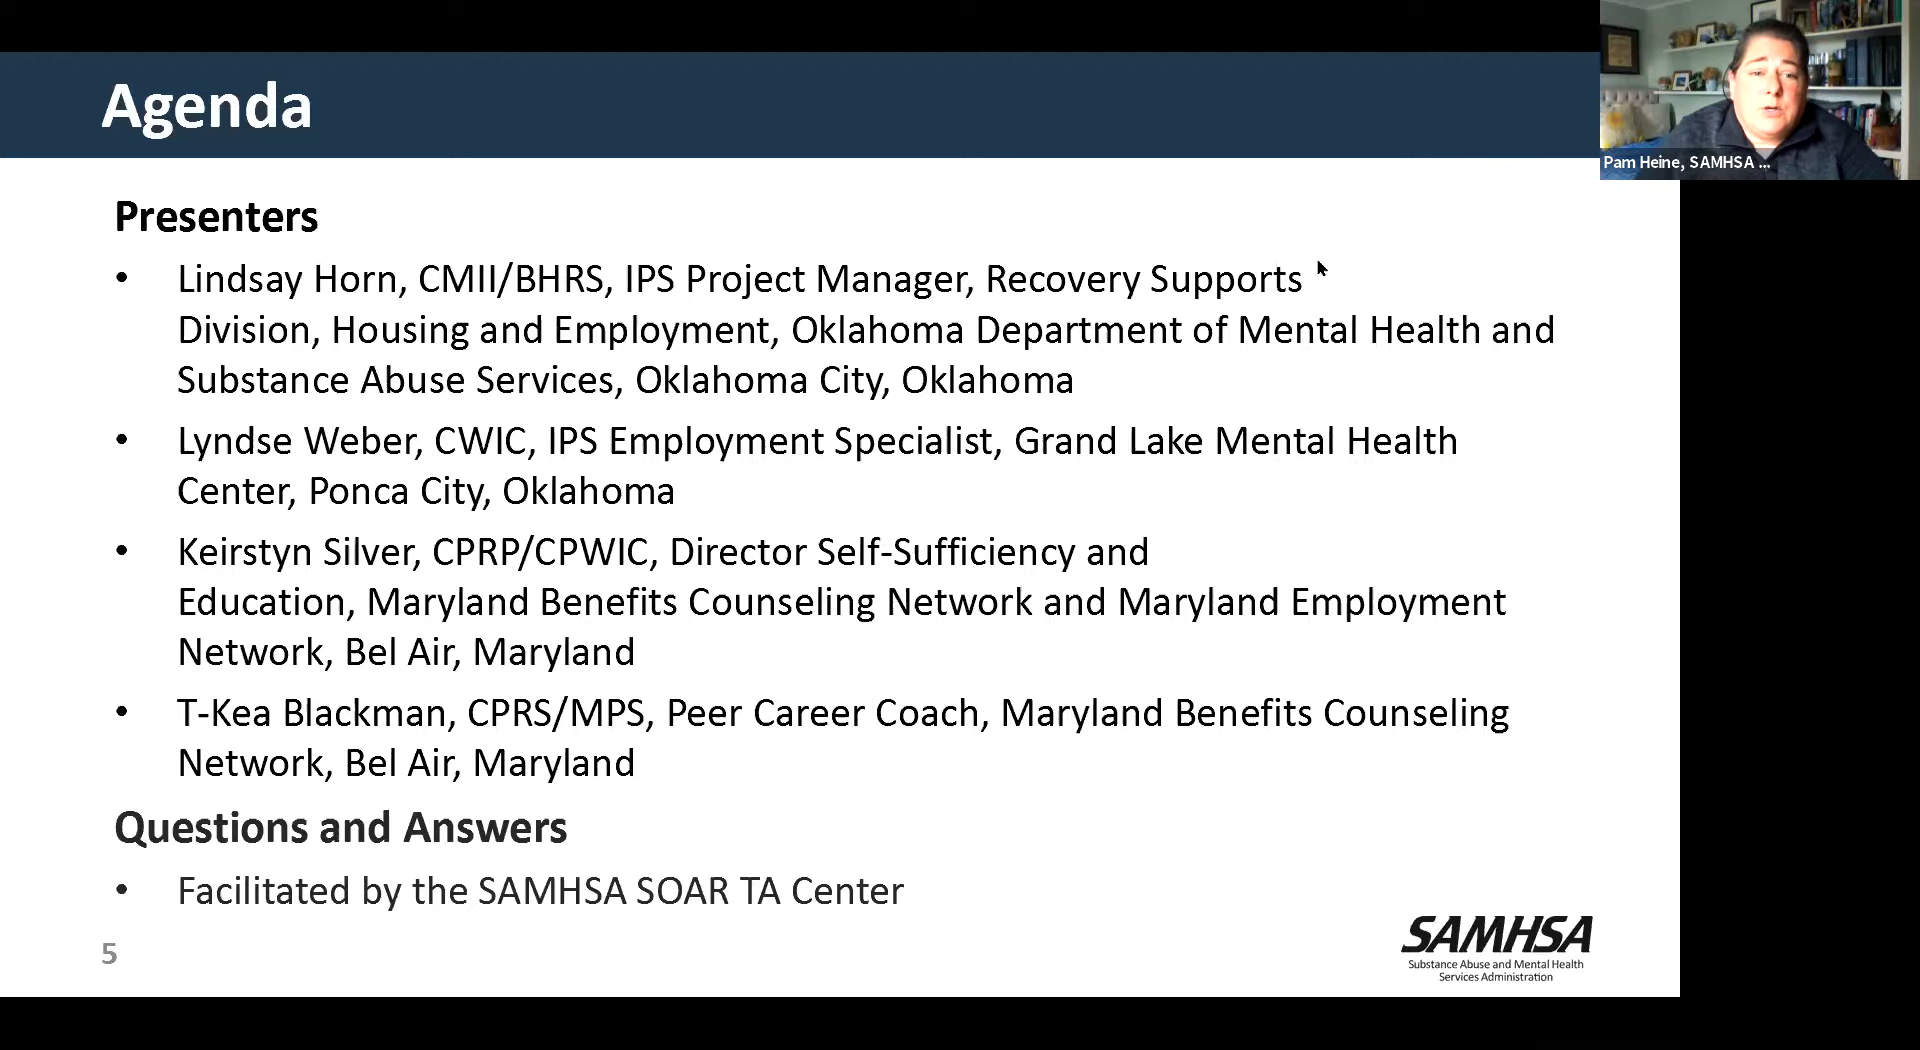 Agenda
Pam Heine, SAMHSA ...
Presenters
• Lindsay Horn, CMII/BHRS, IPS Project Manager, Recovery Supports
Division, Housing and Employment, Oklahoma Department of Mental Health and
Substance Abuse Services, Oklahoma City, Oklahoma
• Lyndse Weber, CWIC, IPS Employment Specialist, Grand Lake Mental Health
Center, Ponca City, Oklahoma
• Keirstyn Silver, CPRP/CPWIC, Director Self-Sufficiency and
Education, Maryland Benefits Counseling Network and Maryland Employment
Network, Bel Air, Maryland
• T-Kea Blackman, CPRS/MPS, Peer Career Coach, Maryland Benefits Counseling
Network, Bel Air, Maryland
Questions and Answers
• Facilitated by the SAMHSA SOAR TA Center
5
SAMHSA
Substance Abuse and Mental Health
Services Administration